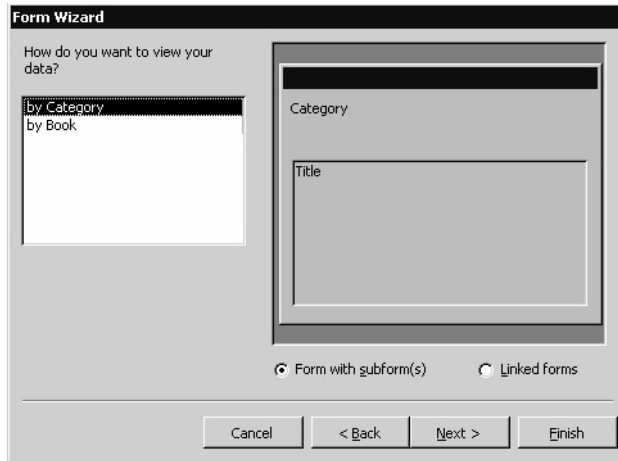 Form Wizard
How do you want to view your
data?
by Category
by Book
Category
Title
Form with subform(s)
Linked forms
Cancel
< Back
Next >
Finish